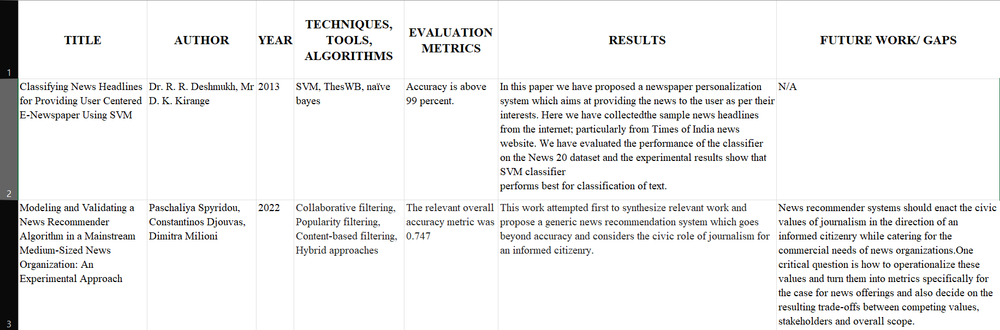 TITLE
AUTHOR
YEAR
TECHNIQUES,
TOOLS,
ALGORITHMS
EVALUATION
METRICS
RESULTS
FUTURE WORK/ GAPS
1
Classifying News Headlines
for Providing User Centered
E-Newspaper Using SVM
Dr. R. R. Deshmukh, Mr
D. K. Kirange
2013
SVM, ThesWB, naïve
bayes
Accuracy is above
99 percent.
In this paper we have proposed a newspaper personalization
system which aims at providing the news to the user as per their
interests. Here we have collectedthe sample news headlines
from the internet; particularly from Times of India news
website. We have evaluated the performance of the classifier
on the News 20 dataset and the experimental results show that
SVM classifier
performs best for classification of text.
N/A
2
Modeling and Validating a
News Recommender
Algorithm in a Mainstream
Medium-Sized News
Organization: An
Experimental Approach
Paschaliya Spyridou,
Constantinos Djouvas,
Dimitra Milioni
2022
Collaborative filtering,
Popularity filtering,
Content-based filtering,
Hybrid approaches
The relevant overall
accuracy metric was
0.747
This work attempted first to synthesize relevant work and
propose a generic news recommendation system which goes
beyond accuracy and considers the civic role of journalism for
an informed citizenry.
News recommender systems should enact the civic
values of journalism in the direction of an
informed citizenry while catering for the
commercial needs of news organizations.One
critical question is how to operationalize these
values and turn them into metrics specifically for
the case for news offerings and also decide on the
resulting trade-offs between competing values,
stakeholders and overall scope.
3